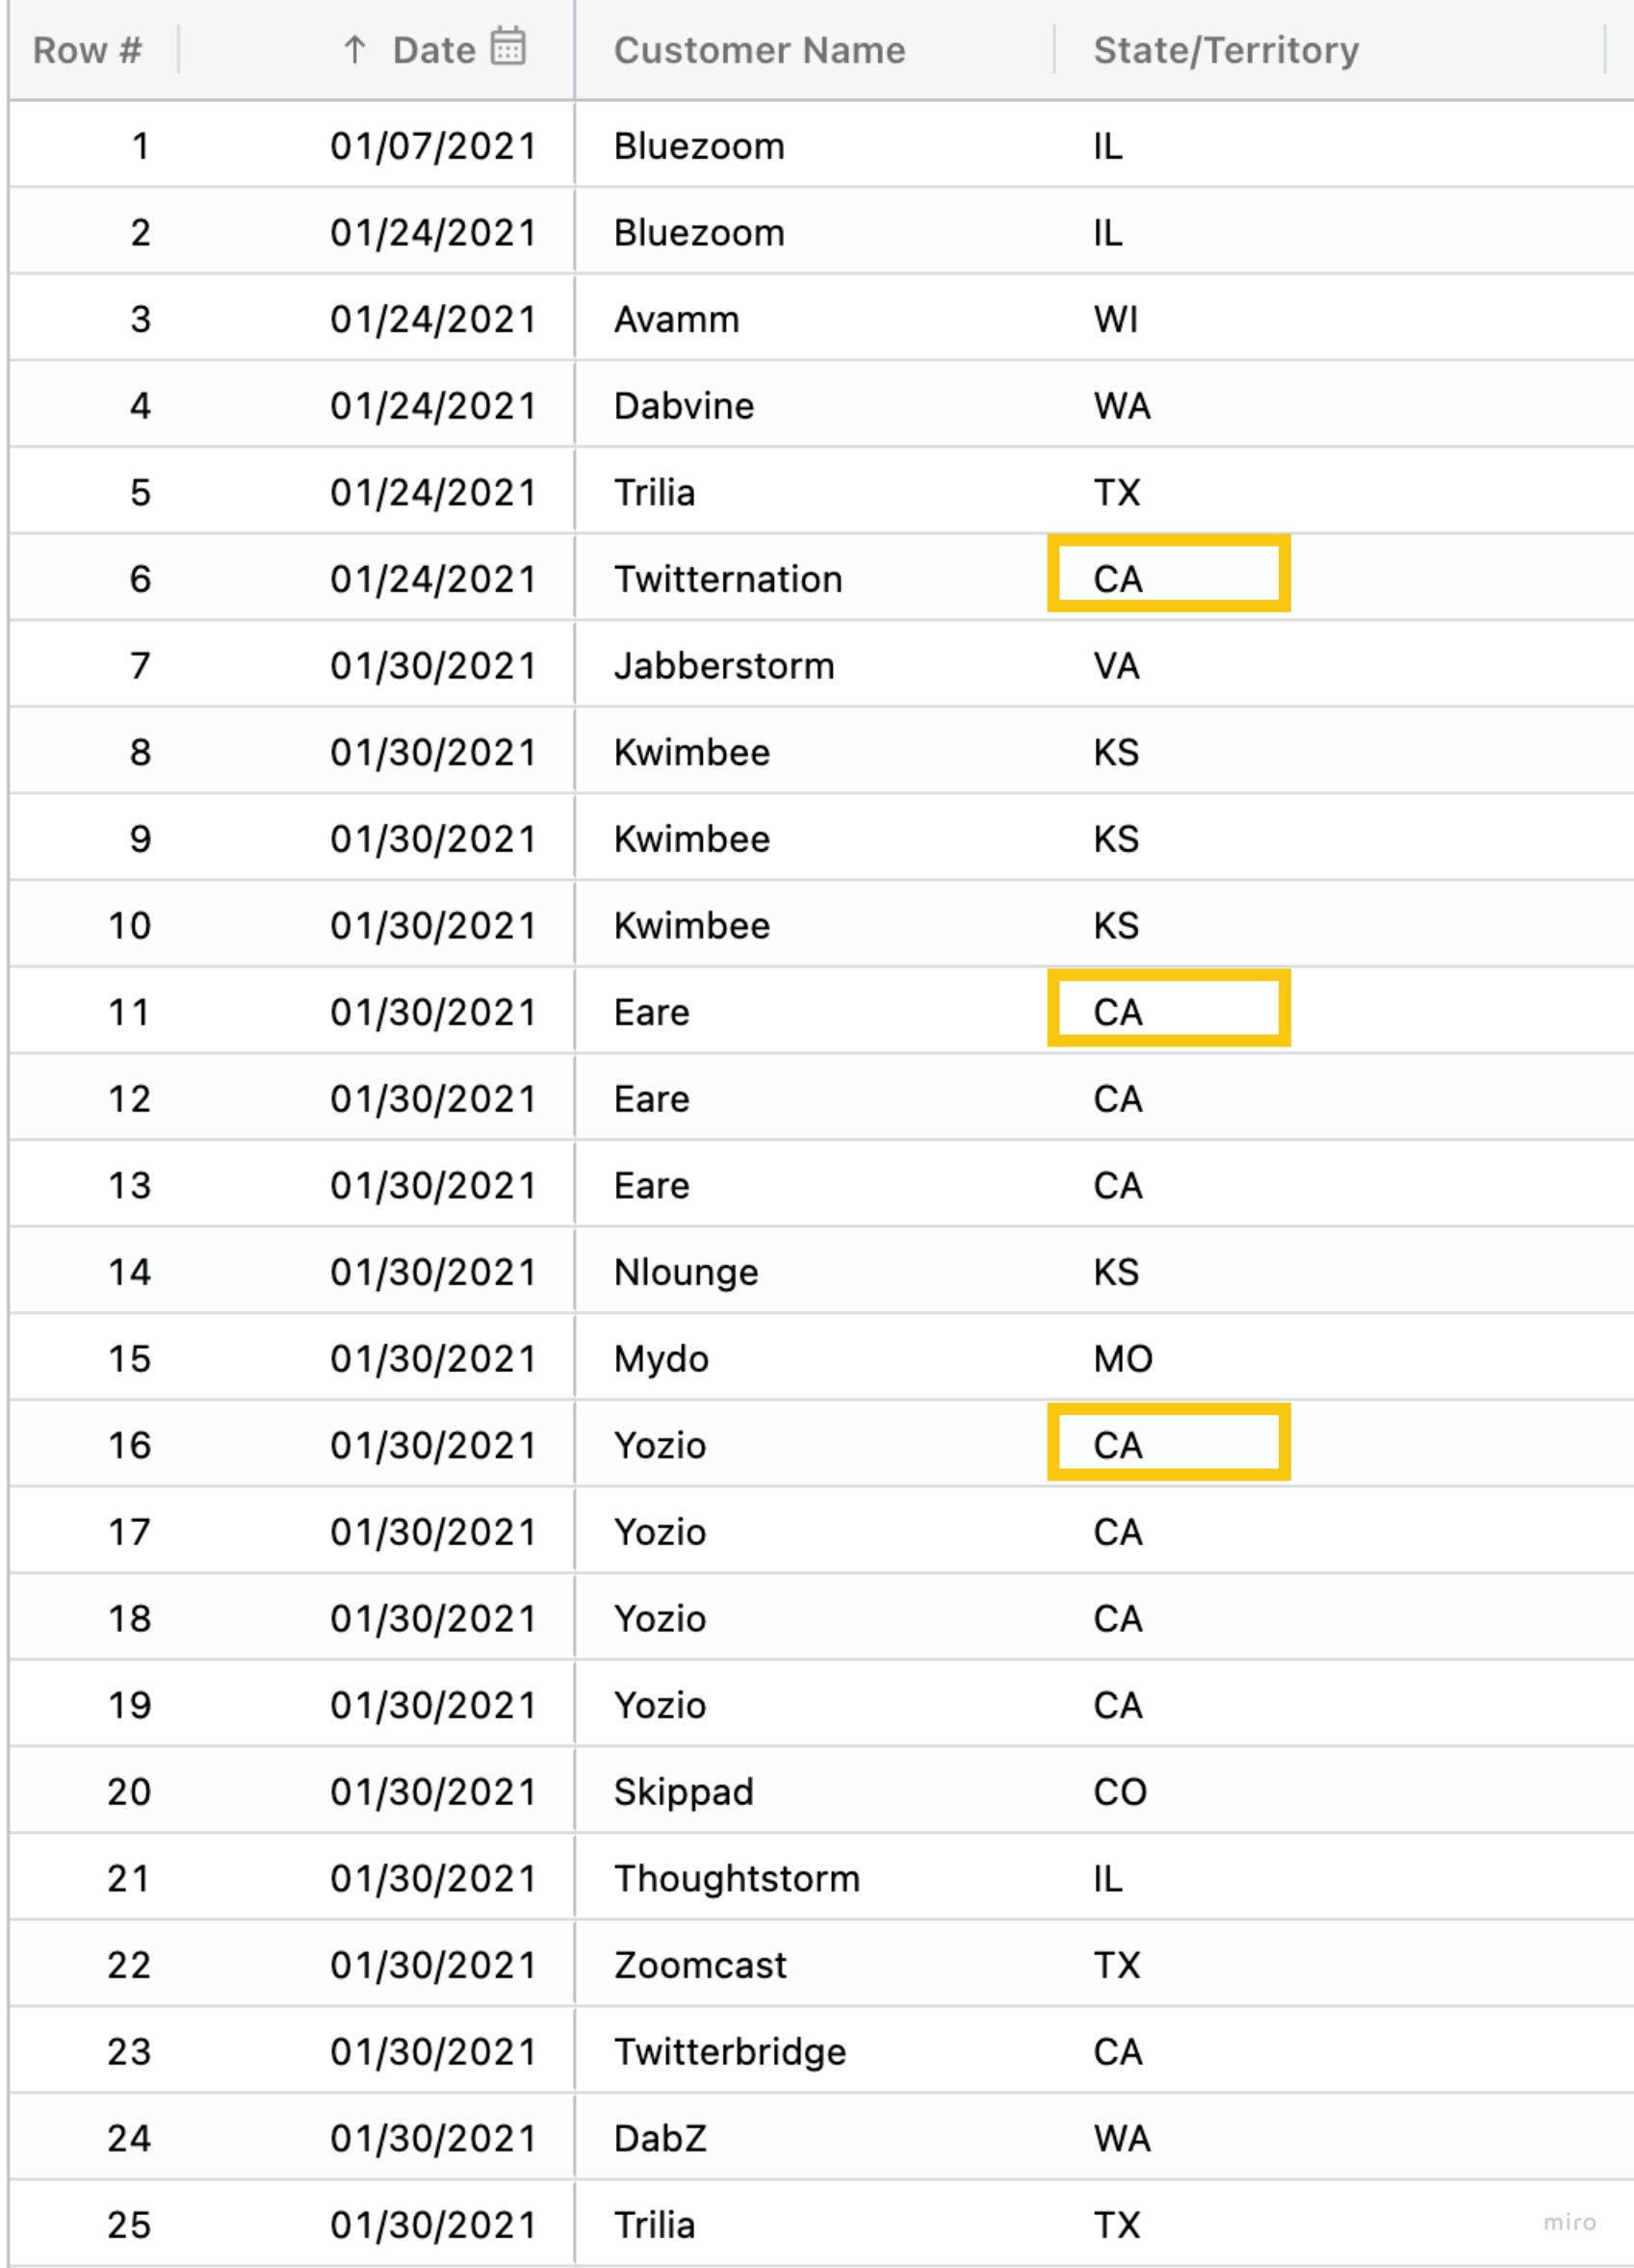 Row # ↑ Date Customer Name State/Territory
1 01/07/2021 Bluezoom IL
2 01/24/2021 Bluezoom IL
3 01/24/2021 Avamm WI
4 01/24/2021 Dabvine WA
5 01/24/2021 Trilia TX
6 01/24/2021 Twitternation CA
7 01/30/2021 Jabberstorm VA
8 01/30/2021 Kwimbee KS
9 01/30/2021 Kwimbee KS
10 01/30/2021 Kwimbee KS
11 01/30/2021 Eare CA
12 01/30/2021 Eare CA
13 01/30/2021 Eare CA
14 01/30/2021 Nlounge KS
15 01/30/2021 Mydo MO
16 01/30/2021 Yozio CA
17 01/30/2021 Yozio CA
18 01/30/2021 Yozio CA
19 01/30/2021 Yozio CA
20 01/30/2021 Skippad CO
21 01/30/2021 Thoughtstorm IL
22 01/30/2021 Zoomcast TX
23 01/30/2021 Twitterbridge CA
24 01/30/2021 DabZ WA
25 01/30/2021 Trilia TX
miro